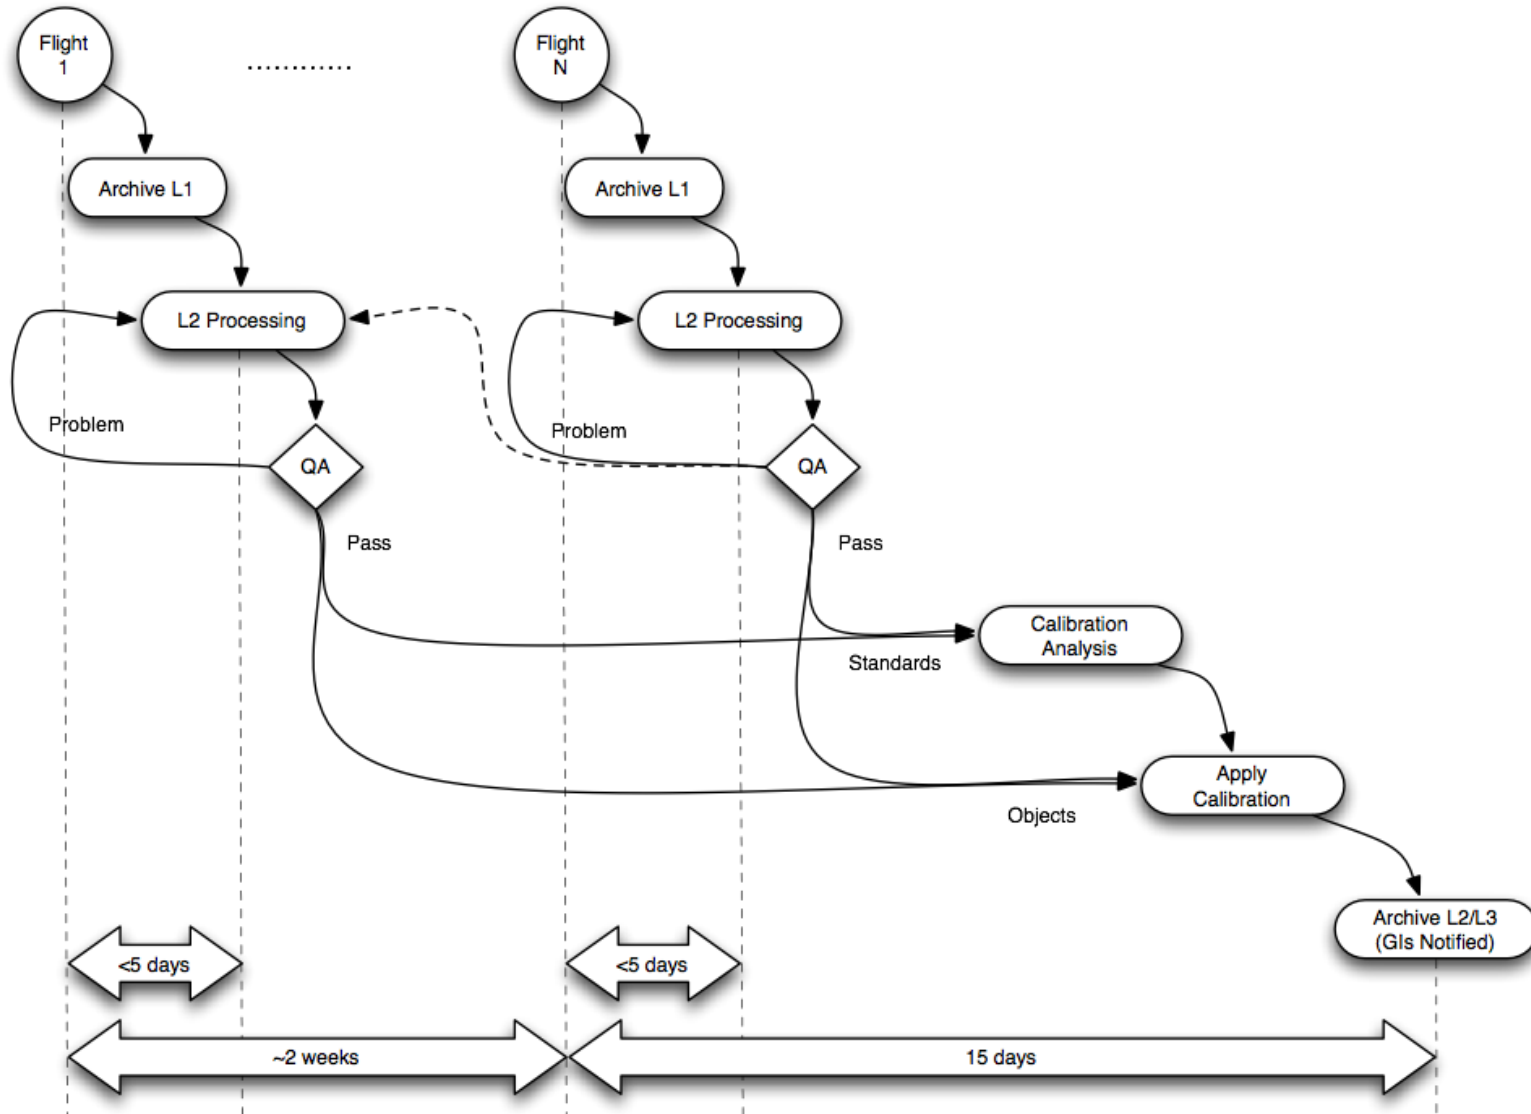 Flight
1
............
Flight
N
Archive L1
Archive L1
L2 Processing
L2 Processing
Problem
Problem
QA
QA
Pass
Pass
Calibration
Analysis
Standards
Apply
Calibration
Objects
Archive L2/L3
(GIs Notified)
<5 days
<5 days
~2 weeks
15 days